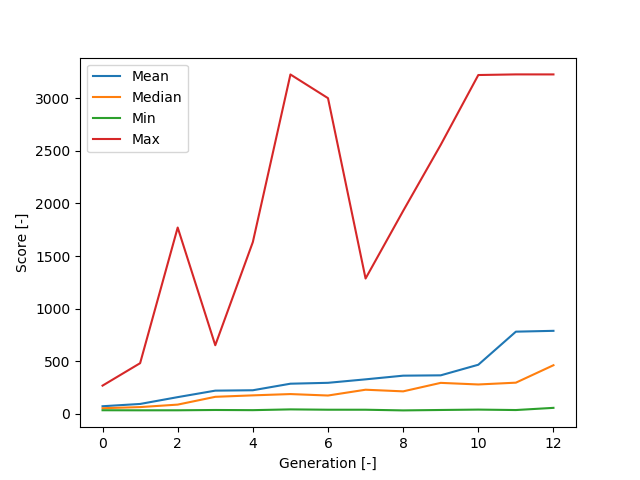 Mean
Median
Min
Max
3000
2500
2000
1500
1000
500
0
Score [-]
0 2 4 6 8 10 12
Generation [-]